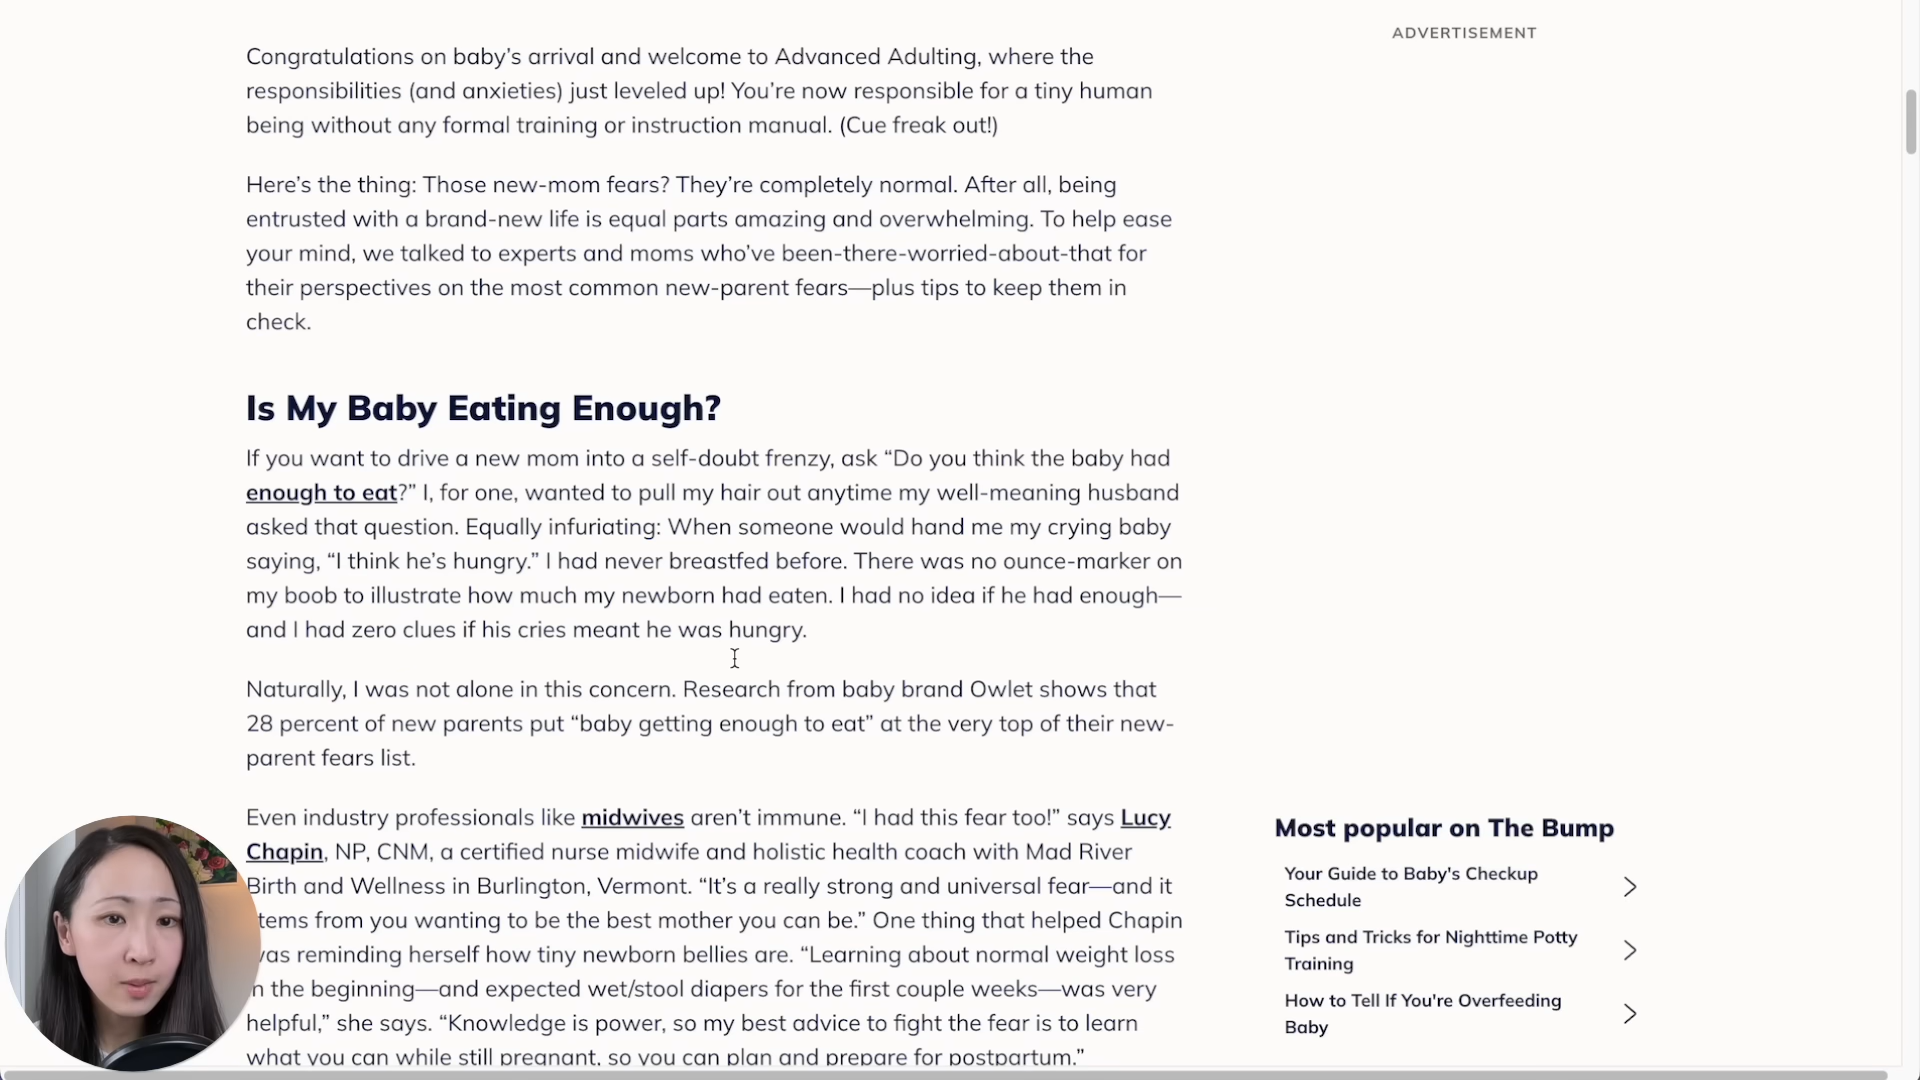 ADVERTISEMENT
Congratulations on baby’s arrival and welcome to Advanced Adulting, where the
responsibilities (and anxieties) just leveled up! You’re now responsible for a tiny human
being without any formal training or instruction manual. (Cue freak out!)
Here’s the thing: Those new-mom fears? They’re completely normal. After all, being
entrusted with a brand-new life is equal parts amazing and overwhelming. To help ease
your mind, we talked to experts and moms who’ve been-there-worried-about-that for
their perspectives on the most common new-parent fears—plus tips to keep them in
check.
Is My Baby Eating Enough?
If you want to drive a new mom into a self-doubt frenzy, ask “Do you think the baby had
enough to eat?” I, for one, wanted to pull my hair out anytime my well-meaning husband
asked that question. Equally infuriating: When someone would hand me my crying baby
saying, “I think he’s hungry.” I had never breastfed before. There was no ounce-marker on
my boob to illustrate how much my newborn had eaten. I had no idea if he had enough—
and I had zero clues if his cries meant he was hungry.
Naturally, I was not alone in this concern. Research from baby brand Owlet shows that
28 percent of new parents put “baby getting enough to eat” at the very top of their new-
parent fears list.
Even industry professionals like midwives aren’t immune. “I had this fear too!” says Lucy
Chapin, NP, CNM, a certified nurse midwife and holistic health coach with Mad River
Birth and Wellness in Burlington, Vermont. “It’s a really strong and universal fear—and it
tems from you wanting to be the best mother you can be.” One thing that helped Chapin
as reminding herself how tiny newborn bellies are. “Learning about normal weight loss
n the beginning—and expected wet/stool diapers for the first couple weeks—was very
helpful,” she says. “Knowledge is power, so my best advice to fight the fear is to learn
what you can while still pregnant, so you can plan and prepare for postpartum.”
Most popular on The Bump
Your Guide to Baby's Checkup
Schedule
Tips and Tricks for Nighttime Potty
Training
How to Tell If You're Overfeeding
Baby